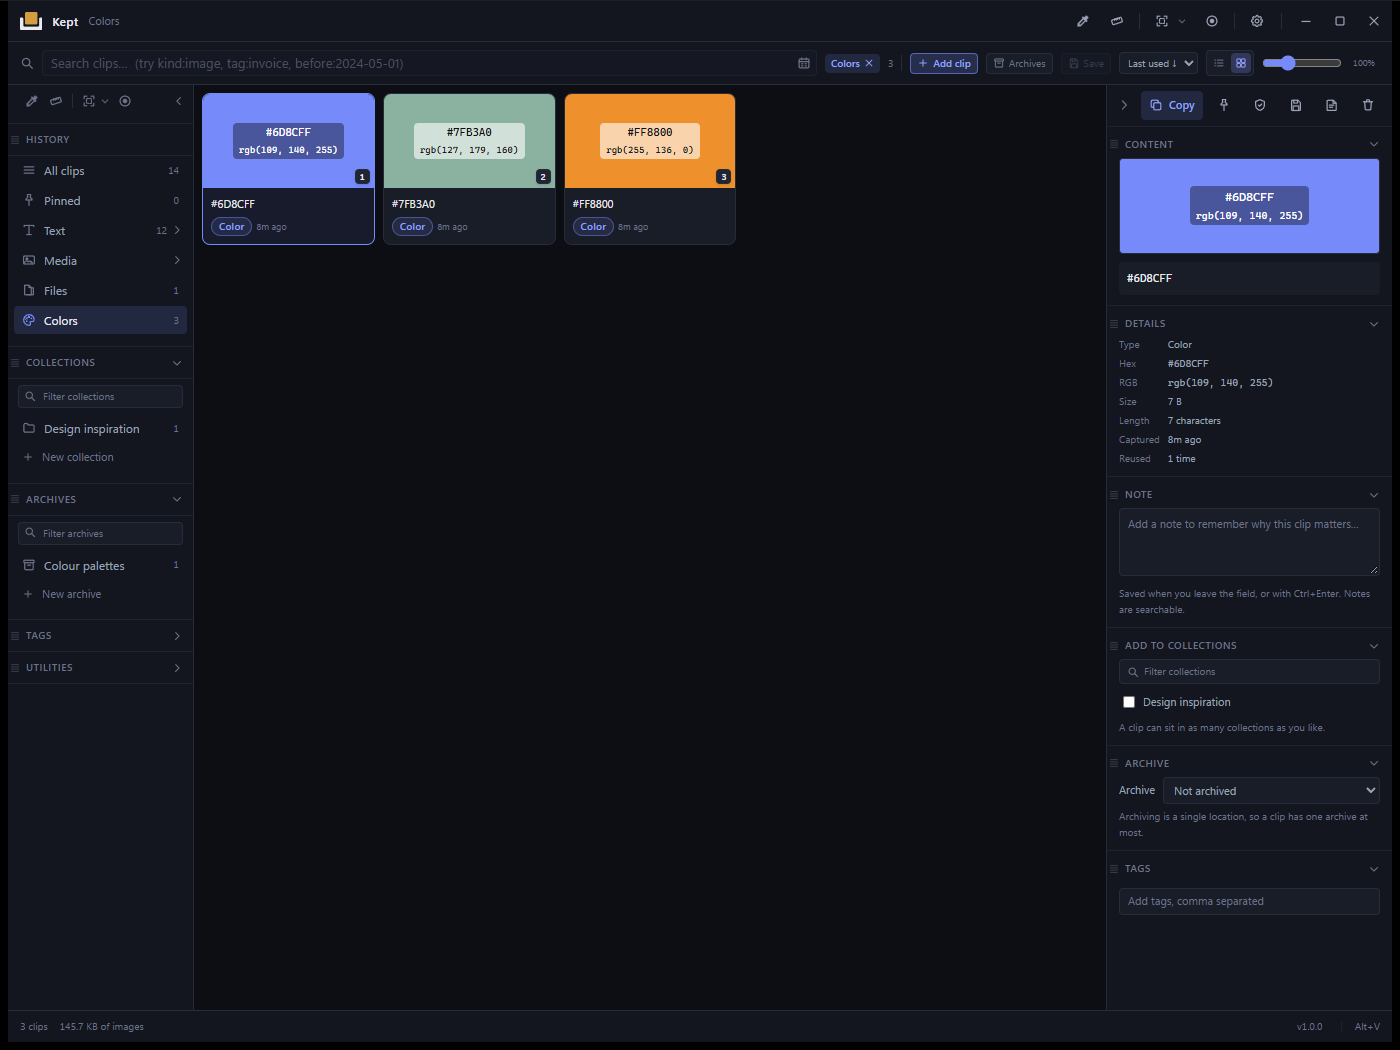 Kept Colors
Search clips... (try kind:image, tag:invoice, before:2024-05-01)
Colors
3
Add clip
Archives
Save
Last used ↓
100%
HISTORY
All clips 14
Pinned 0
Text 12
Media
Files 1
Colors 3
COLLECTIONS
Filter collections
Design inspiration 1
New collection
ARCHIVES
Filter archives
Colour palettes 1
New archive
TAGS
UTILITIES
#6D8CFF
rgb(109, 140, 255)
1
#6D8CFF
Color 8m ago
#7FB3A0
rgb(127, 179, 160)
2
#7FB3A0
Color 8m ago
#FF8800
rgb(255, 136, 0)
3
#FF8800
Color 8m ago
Copy
CONTENT
#6D8CFF
rgb(109, 140, 255)
#6D8CFF
DETAILS
Type Color
Hex #6D8CFF
RGB rgb(109, 140, 255)
Size 7 B
Length 7 characters
Captured 8m ago
Reused 1 time
NOTE
Add a note to remember why this clip matters...
Saved when you leave the field, or with Ctrl+Enter. Notes
are searchable.
ADD TO COLLECTIONS
Filter collections
Design inspiration
A clip can sit in as many collections as you like.
ARCHIVE
Archive Not archived
Archiving is a single location, so a clip has one archive at
most.
TAGS
Add tags, comma separated
3 clips 145.7 KB of images
v1.0.0 Alt+V